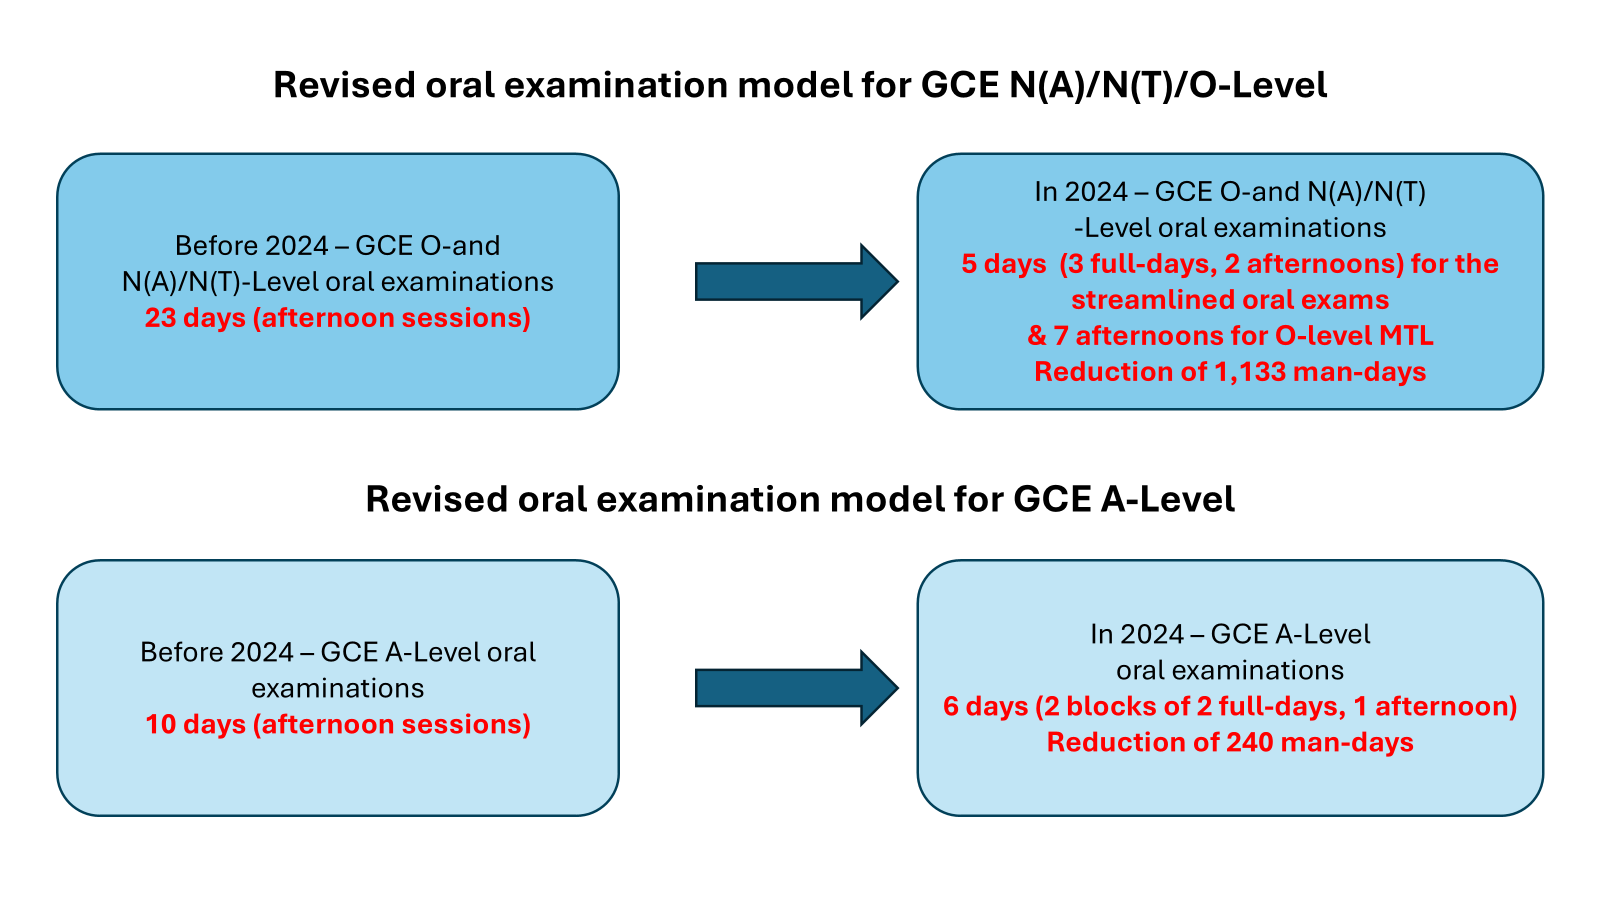 Revised oral examination model for GCE N(A)/N(T)/O-Level
Before 2024 – GCE O-and
N(A)/N(T)-Level oral examinations
23 days (afternoon sessions)
In 2024 – GCE O-and N(A)/N(T)
-Level oral examinations
5 days  (3 full-days, 2 afternoons) for the
streamlined oral exams
& 7 afternoons for O-level MTL
Reduction of 1,133 man-days
Revised oral examination model for GCE A-Level
Before 2024 – GCE A-Level oral
examinations
10 days (afternoon sessions)
In 2024 – GCE A-Level
oral examinations
6 days (2 blocks of 2 full-days, 1 afternoon)
Reduction of 240 man-days